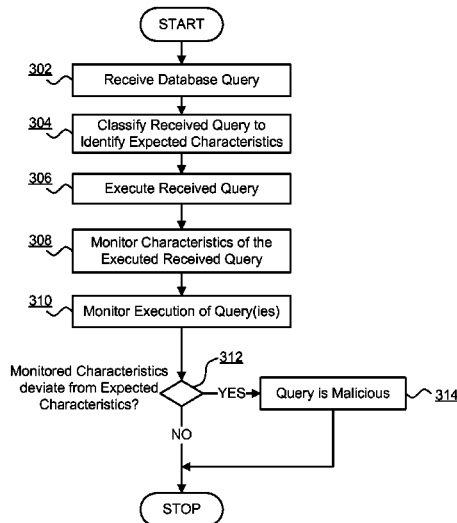 START
302
Receive Database Query
304
Classify Received Query to
Identify Expected Characteristics
306
Execute Received Query
308
Monitor Characteristics of the
Executed Received Query
310
Monitor Execution of Query(ies)
312
Monitored Characteristics
deviate from Expected
Characteristics?
YES
Query is Malicious
314
NO
STOP